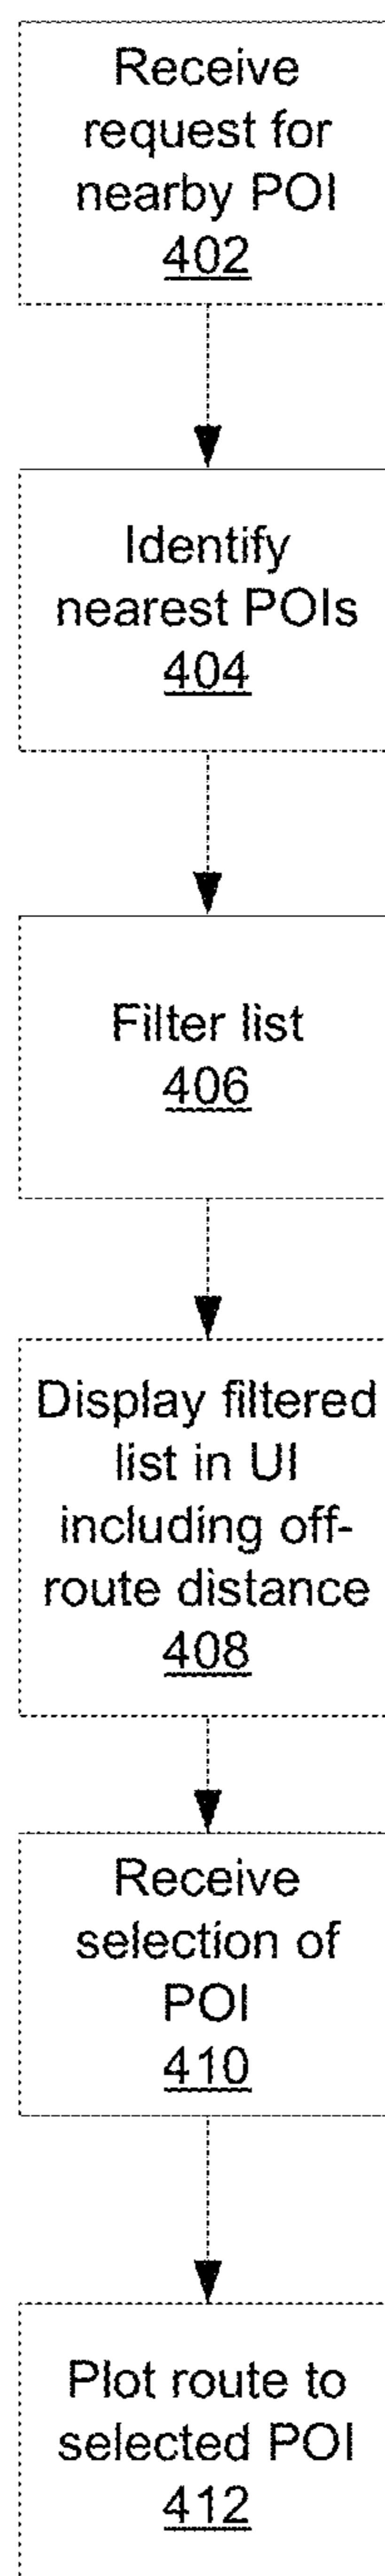 Receive
request for
nearby POI
402
Identify
nearest POIs
404
Filter list
406
Display filtered
list in UI
including off-
route distance
408
Receive
selection of
POI
410
Plot route to
selected POI
412